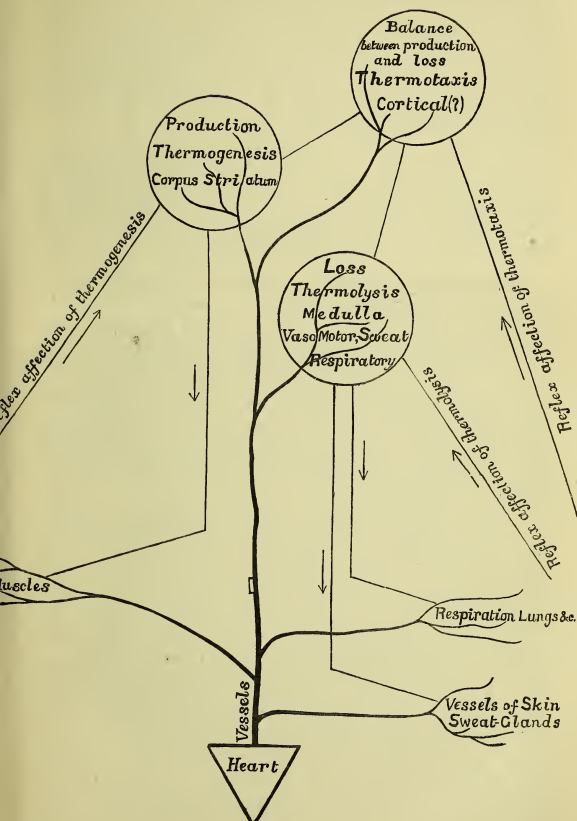 Balance
between production
and loss
Thermotaxis
Cortical(?)
Production
Thermogenesis
Corpus Striatum
Loss
Thermolysis
Medulla
Vaso Motor, Sweat
Respiratory
eflex affection of thermogenesis
Reflex affection of thermotaxis
Reflex affection of thermolysis
uscles
Respiration Lungs &c.
Vessels of Skin
Sweat-Glands
Vessels
Heart